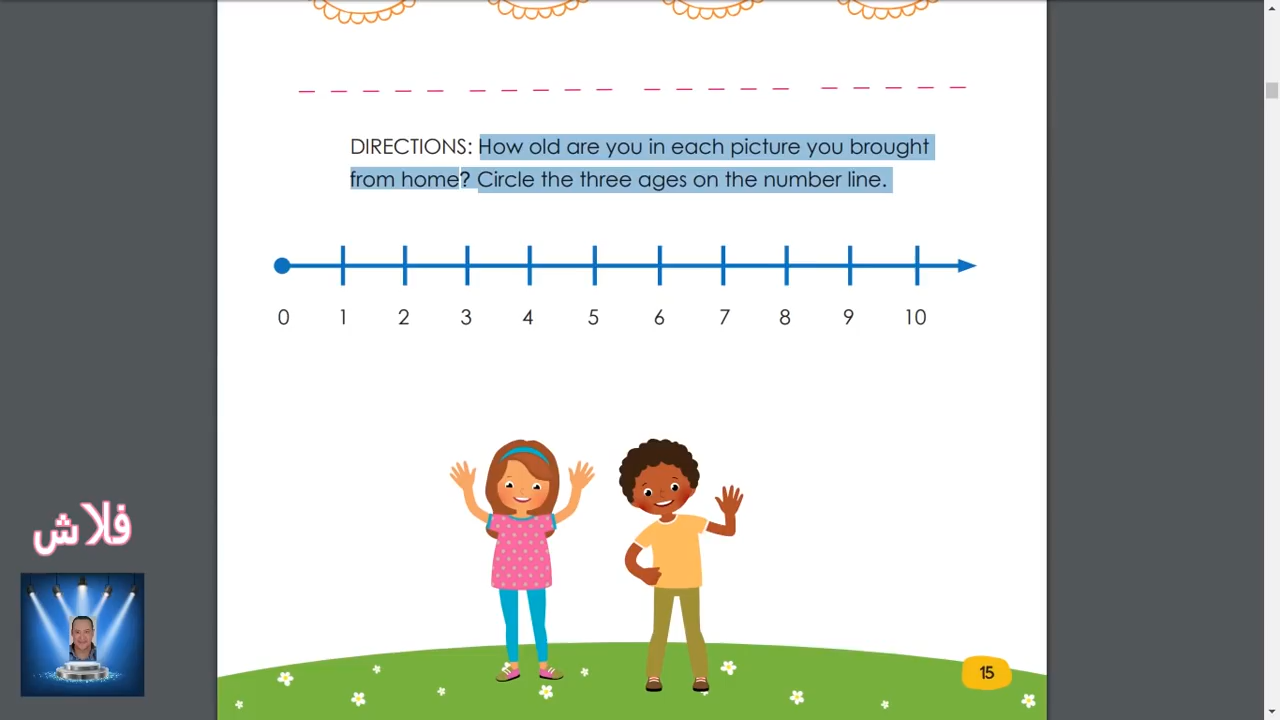 DIRECTIONS: How old are you in each picture you brought
from home? Circle the three ages on the number line.
0 1 2 3 4 5 6 7 8 9 10
فلاش
15